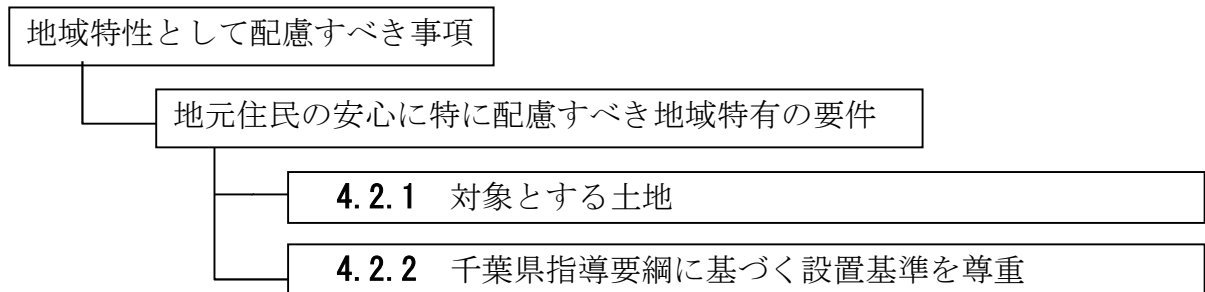 地域特性として配慮すべき事項
地元住民の安心に特に配慮すべき地域特有の要件
4.2.1 対象とする土地
4.2.2 千葉県指導要綱に基づく設置基準を尊重